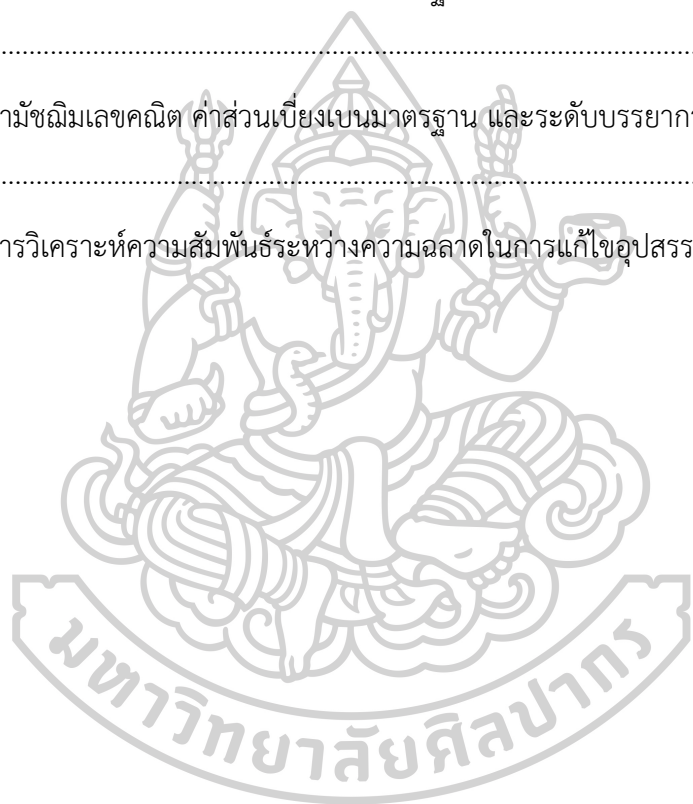 .....................................................................................................
ามัชฌิมเลขคณิต ค่าส่วนเบี่ยงเบนมาตรฐาน และระดับบรรยากา
.....................................................................................................
ารวิเคราะห์ความสัมพันธ์ระหว่างความฉลาดในการแก้ไขอุปสรร
มหาวิทยาลัยศิลปากร